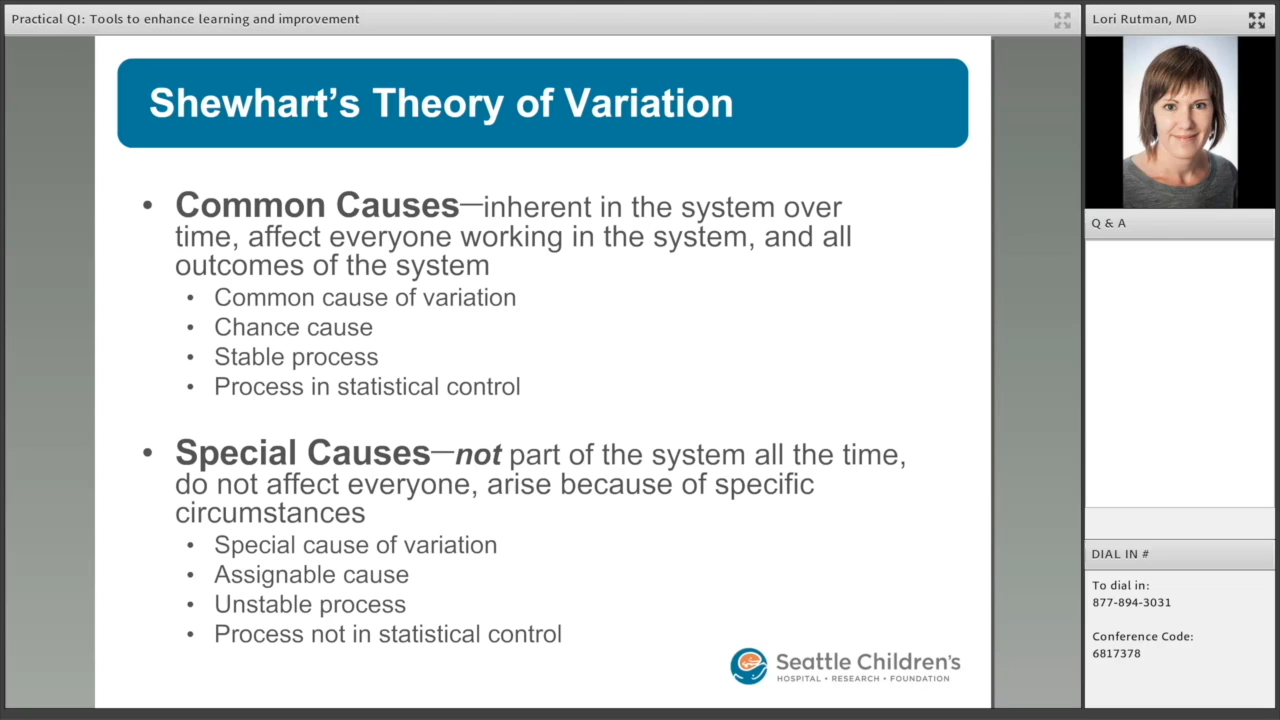 Practical QI: Tools to enhance learning and improvement
Shewhart’s Theory of Variation
• Common Causes—inherent in the system over
time, affect everyone working in the system, and all
outcomes of the system
• Common cause of variation
• Chance cause
• Stable process
• Process in statistical control
• Special Causes—not part of the system all the time,
do not affect everyone, arise because of specific
circumstances
• Special cause of variation
• Assignable cause
• Unstable process
• Process not in statistical control
Seattle Children's
HOSPITAL • RESEARCH • FOUNDATION
Lori Rutman, MD
Q & A
DIAL IN #
To dial in:
877-894-3031
Conference Code:
6817378